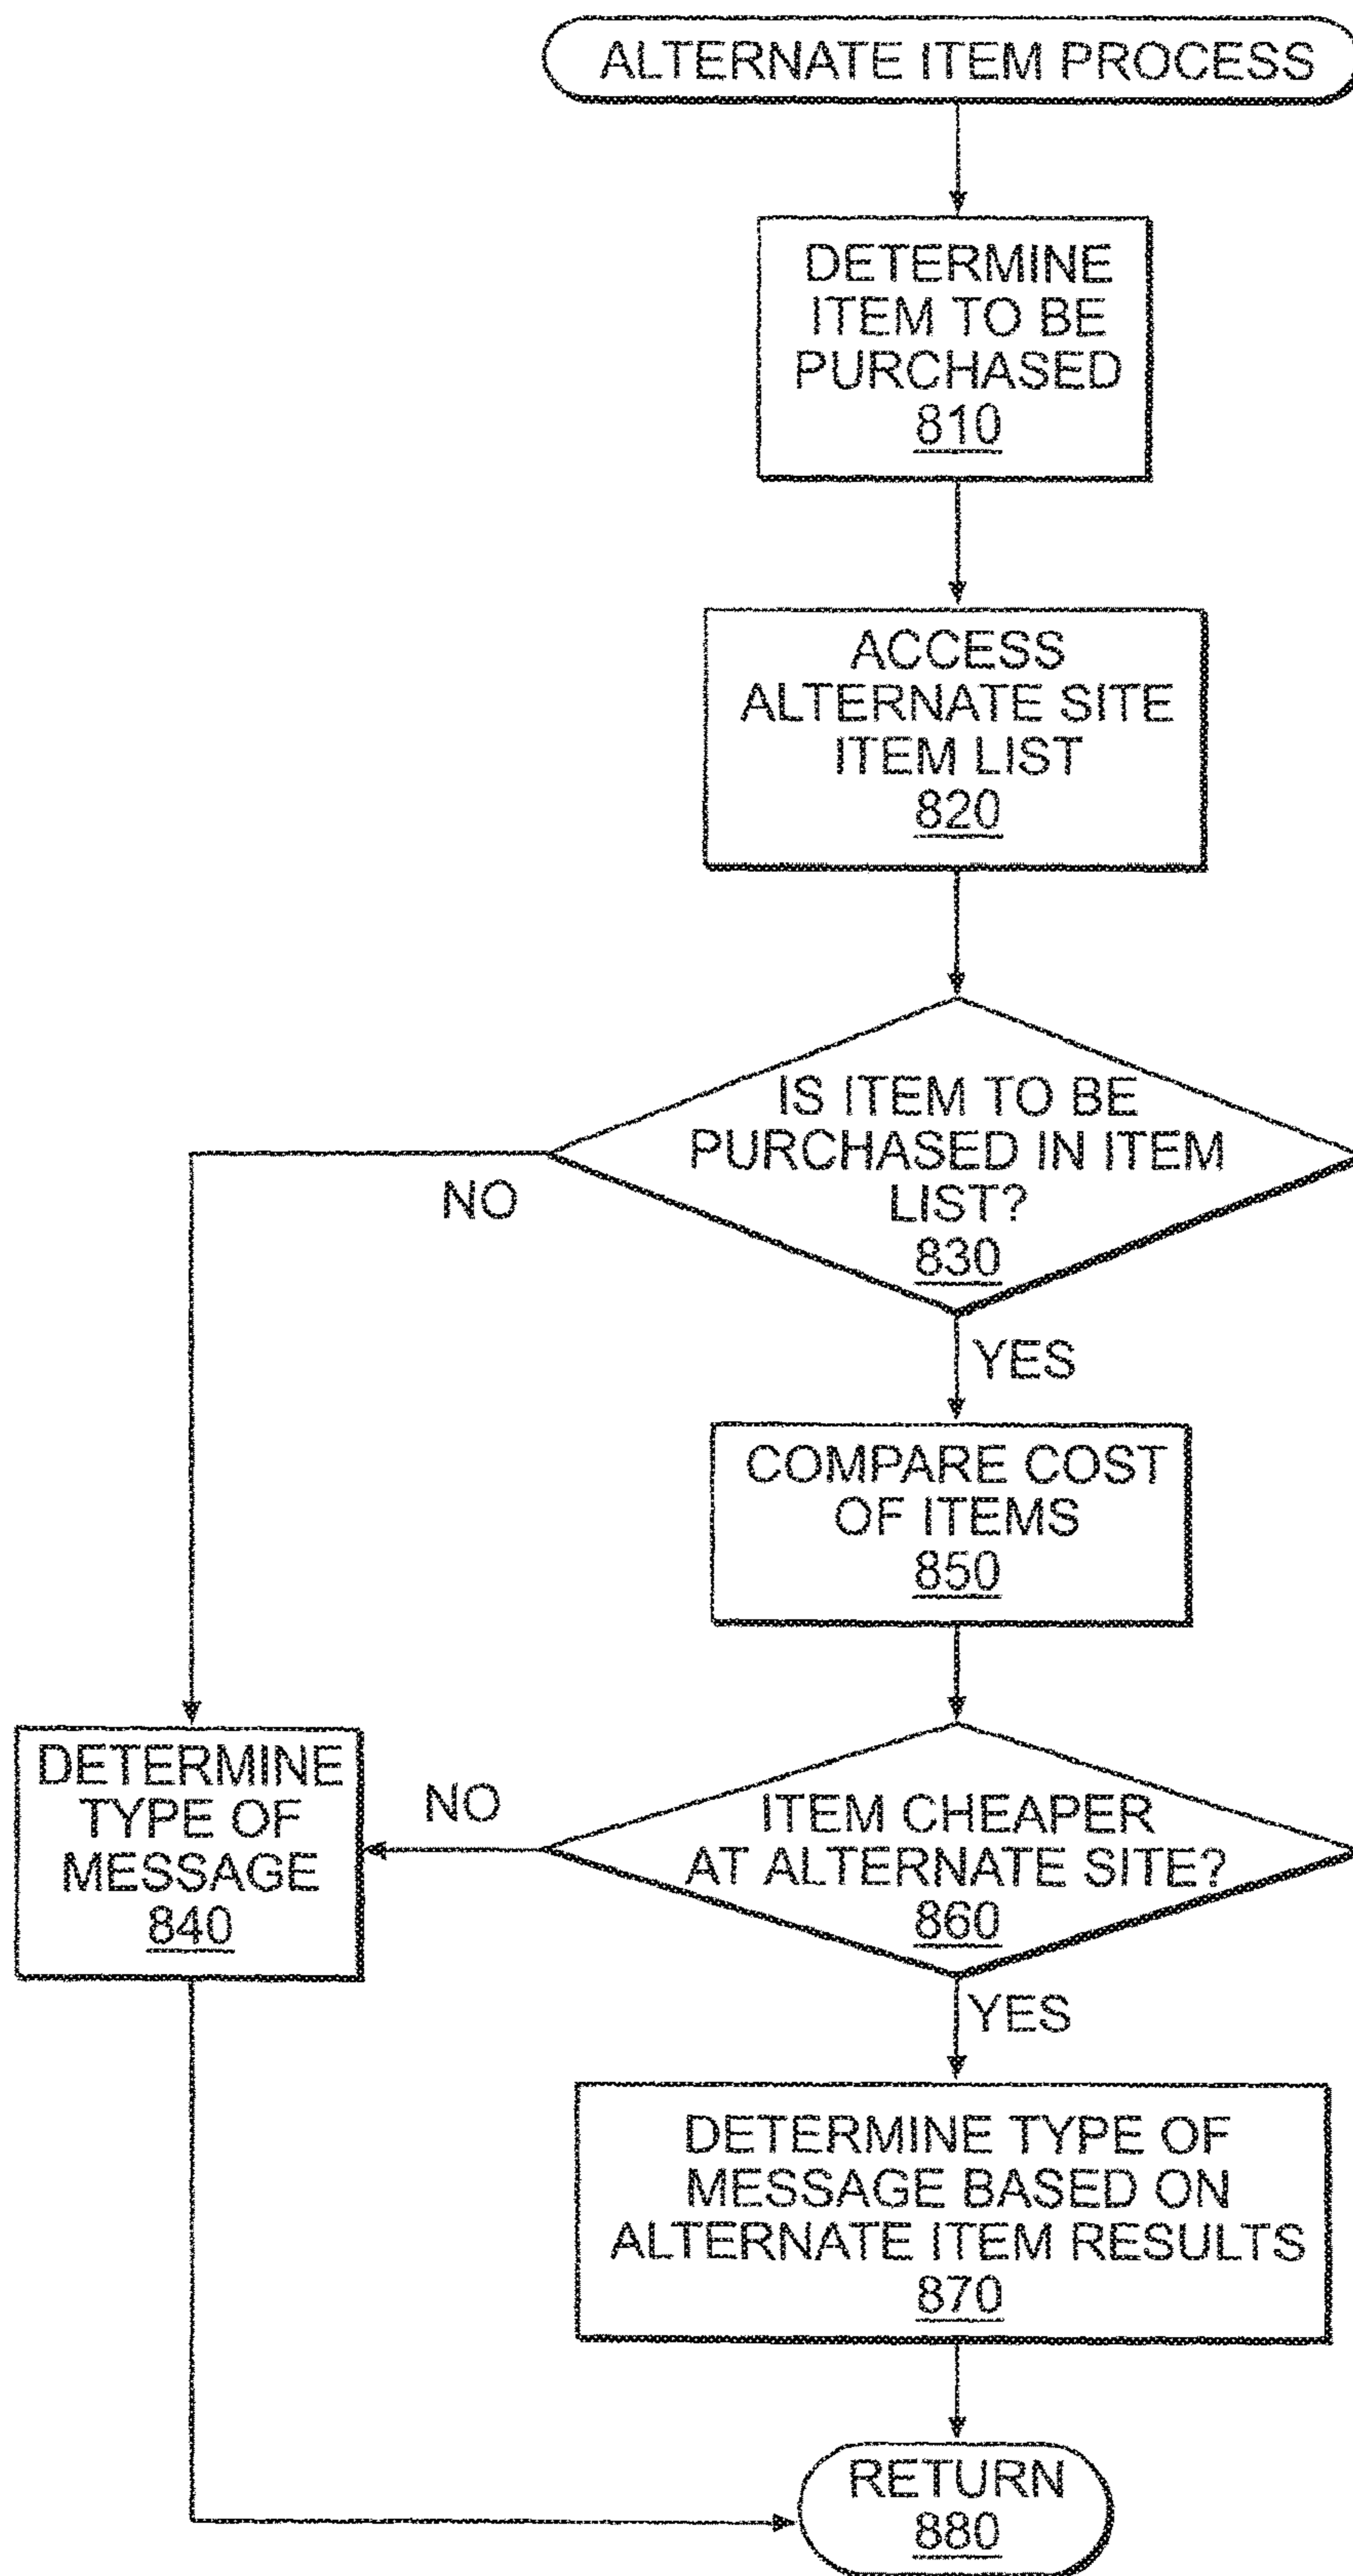 ALTERNATE ITEM PROCESS
DETERMINE
ITEM TO BE
PURCHASED
810
ACCESS
ALTERNATE SITE
ITEM LIST
820
IS ITEM TO BE
PURCHASED IN ITEM
LIST?
830
NO
YES
COMPARE COST
OF ITEMS
850
DETERMINE
TYPE OF
MESSAGE
840
NO
ITEM CHEAPER
AT ALTERNATE SITE?
860
YES
DETERMINE TYPE OF
MESSAGE BASED ON
ALTERNATE ITEM RESULTS
870
RETURN
880